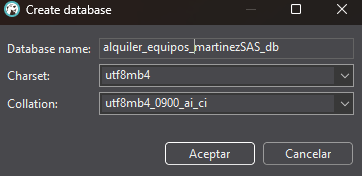 Create database
Database name: alquiler_equipos_martinezSAS_db
Charset: utf8mb4
Collation: utf8mb4_0900_ai_ci
Aceptar Cancelar